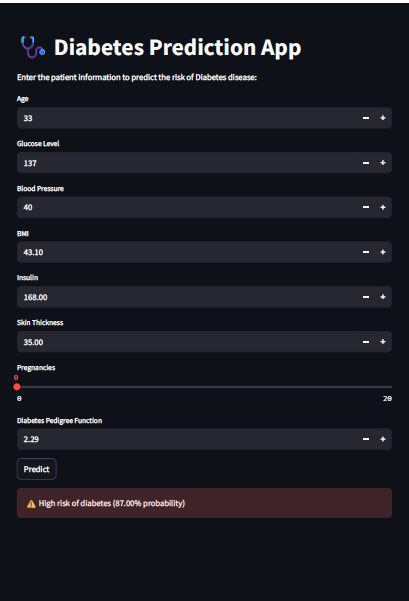 Diabetes Prediction App
Enter the patient information to predict the risk of Diabetes disease:
Age
33
Glucose Level
137
Blood Pressure
40
BMI
43.10
Insulin
168.00
Skin Thickness
35.00
Pregnancies
0
0 20
Diabetes Pedigree Function
2.29
Predict
High risk of diabetes (87.00% probability)